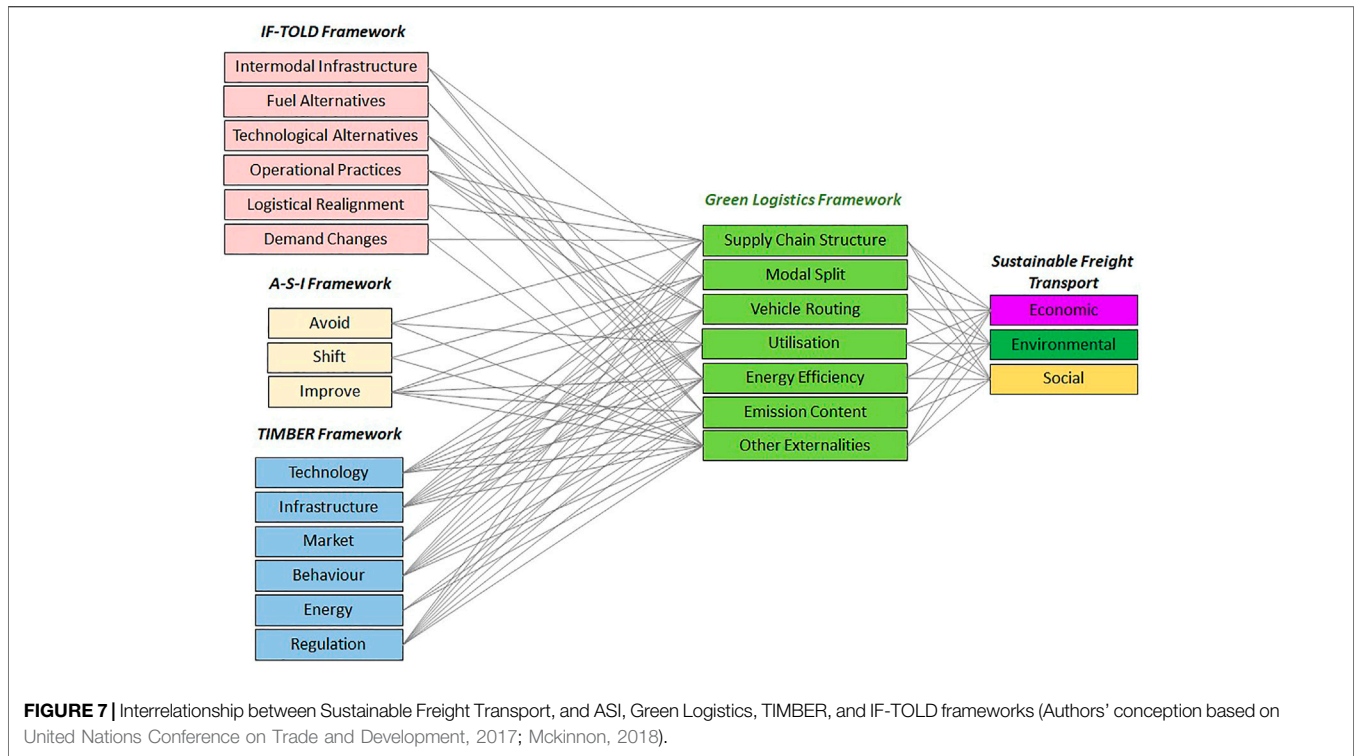 IF-TOLD Framework
Intermodal Infrastructure
Fuel Alternatives
Technological Alternatives
Operational Practices
Logistical Realignment
Demand Changes
A-S-I Framework
Avoid
Shift
Improve
TIMBER Framework
Technology
Infrastructure
Market
Behaviour
Energy
Regulation
Green Logistics Framework
Supply Chain Structure
Modal Split
Vehicle Routing
Utilisation
Energy Efficiency
Emission Content
Other Externalities
Sustainable Freight
Transport
Economic
Environmental
Social
FIGURE 7 | Interrelationship between Sustainable Freight Transport, and ASI, Green Logistics, TIMBER, and IF-TOLD frameworks (Authors' conception based on
United Nations Conference on Trade and Development, 2017; Mckinnon, 2018).